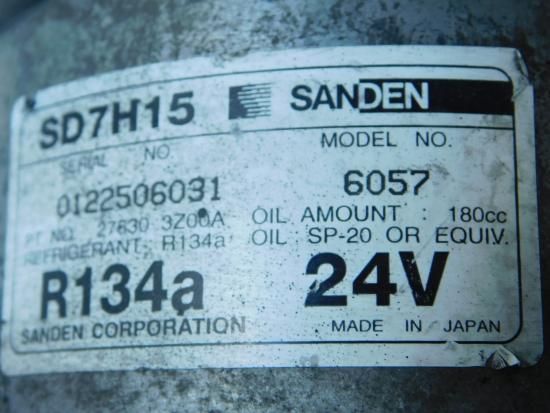 SD7H15 SANDEN
SERIAL NO. MODEL NO.
0122506031 6057
PT NO. 27630 3Z00A OIL AMOUNT : 180cc
REFRIGERANT: R134a OIL SP-20 OR EQUIV.
R134a 24V
SANDEN CORPORATION MADE IN JAPAN